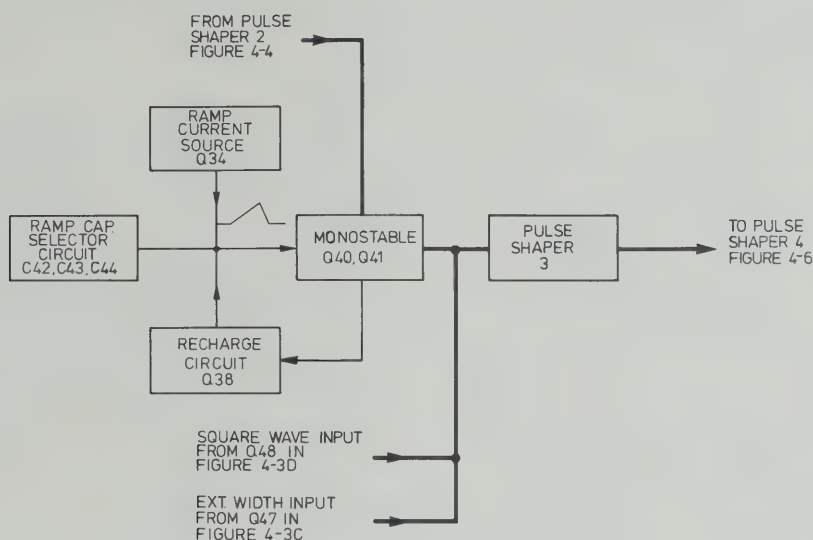 FROM PULSE
SHAPER 2
FIGURE 4-4
RAMP
CURRENT
SOURCE
Q34
RAMP CAP.
SELECTOR
CIRCUIT
C42,C43,C44
MONOSTABLE
Q40,Q41
PULSE
SHAPER
3
TO PULSE
SHAPER 4
FIGURE 4-6
RECHARGE
CIRCUIT
Q38
SQUARE WAVE INPUT
FROM Q48 IN
FIGURE 4-3D
EXT. WIDTH INPUT
FROM Q47 IN
FIGURE 4-3C